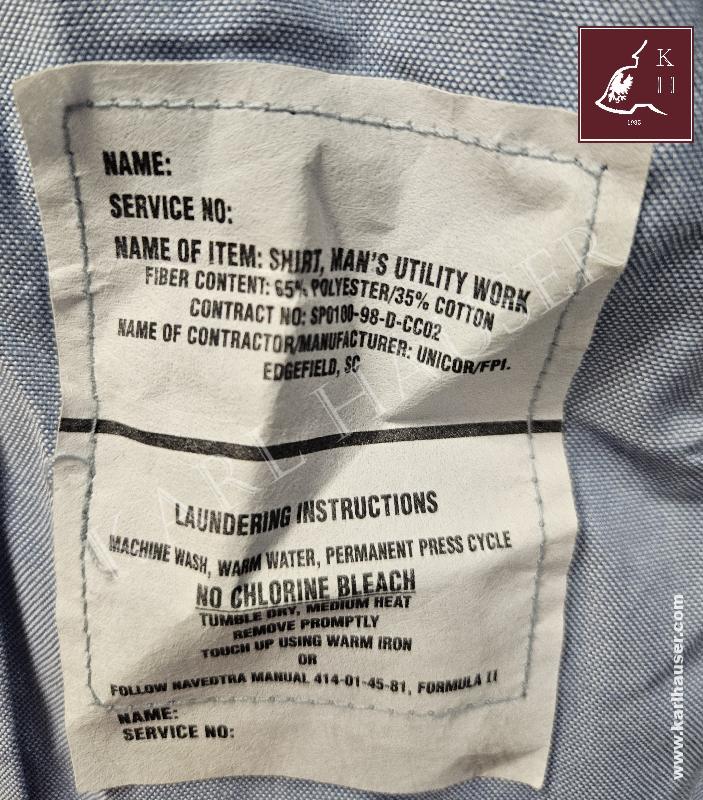 K
H
1985
NAME:
SERVICE NO:
NAME OF ITEM: SHIRT, MAN'S UTILITY WORK
FIBER CONTENT: 65% POLYESTER/35% COTTON
CONTRACT NO: SP0100-98-D-CC02
NAME OF CONTRACTOR/MANUFACTURER: UNICOR/FPI.
EDGEFIELD, SC
KARL HAUSER
LAUNDERING INSTRUCTIONS
MACHINE WASH, WARM WATER, PERMANENT PRESS CYCLE
NO CHLORINE BLEACH
TUMBLE DRY, MEDIUM HEAT
REMOVE PROMPTLY
TOUCH UP USING WARM IRON
OR
FOLLOW NAVEDTRA MANUAL 414-01-45-81, FORMULA II
NAME:
SERVICE NO:
www.karlhauser.com